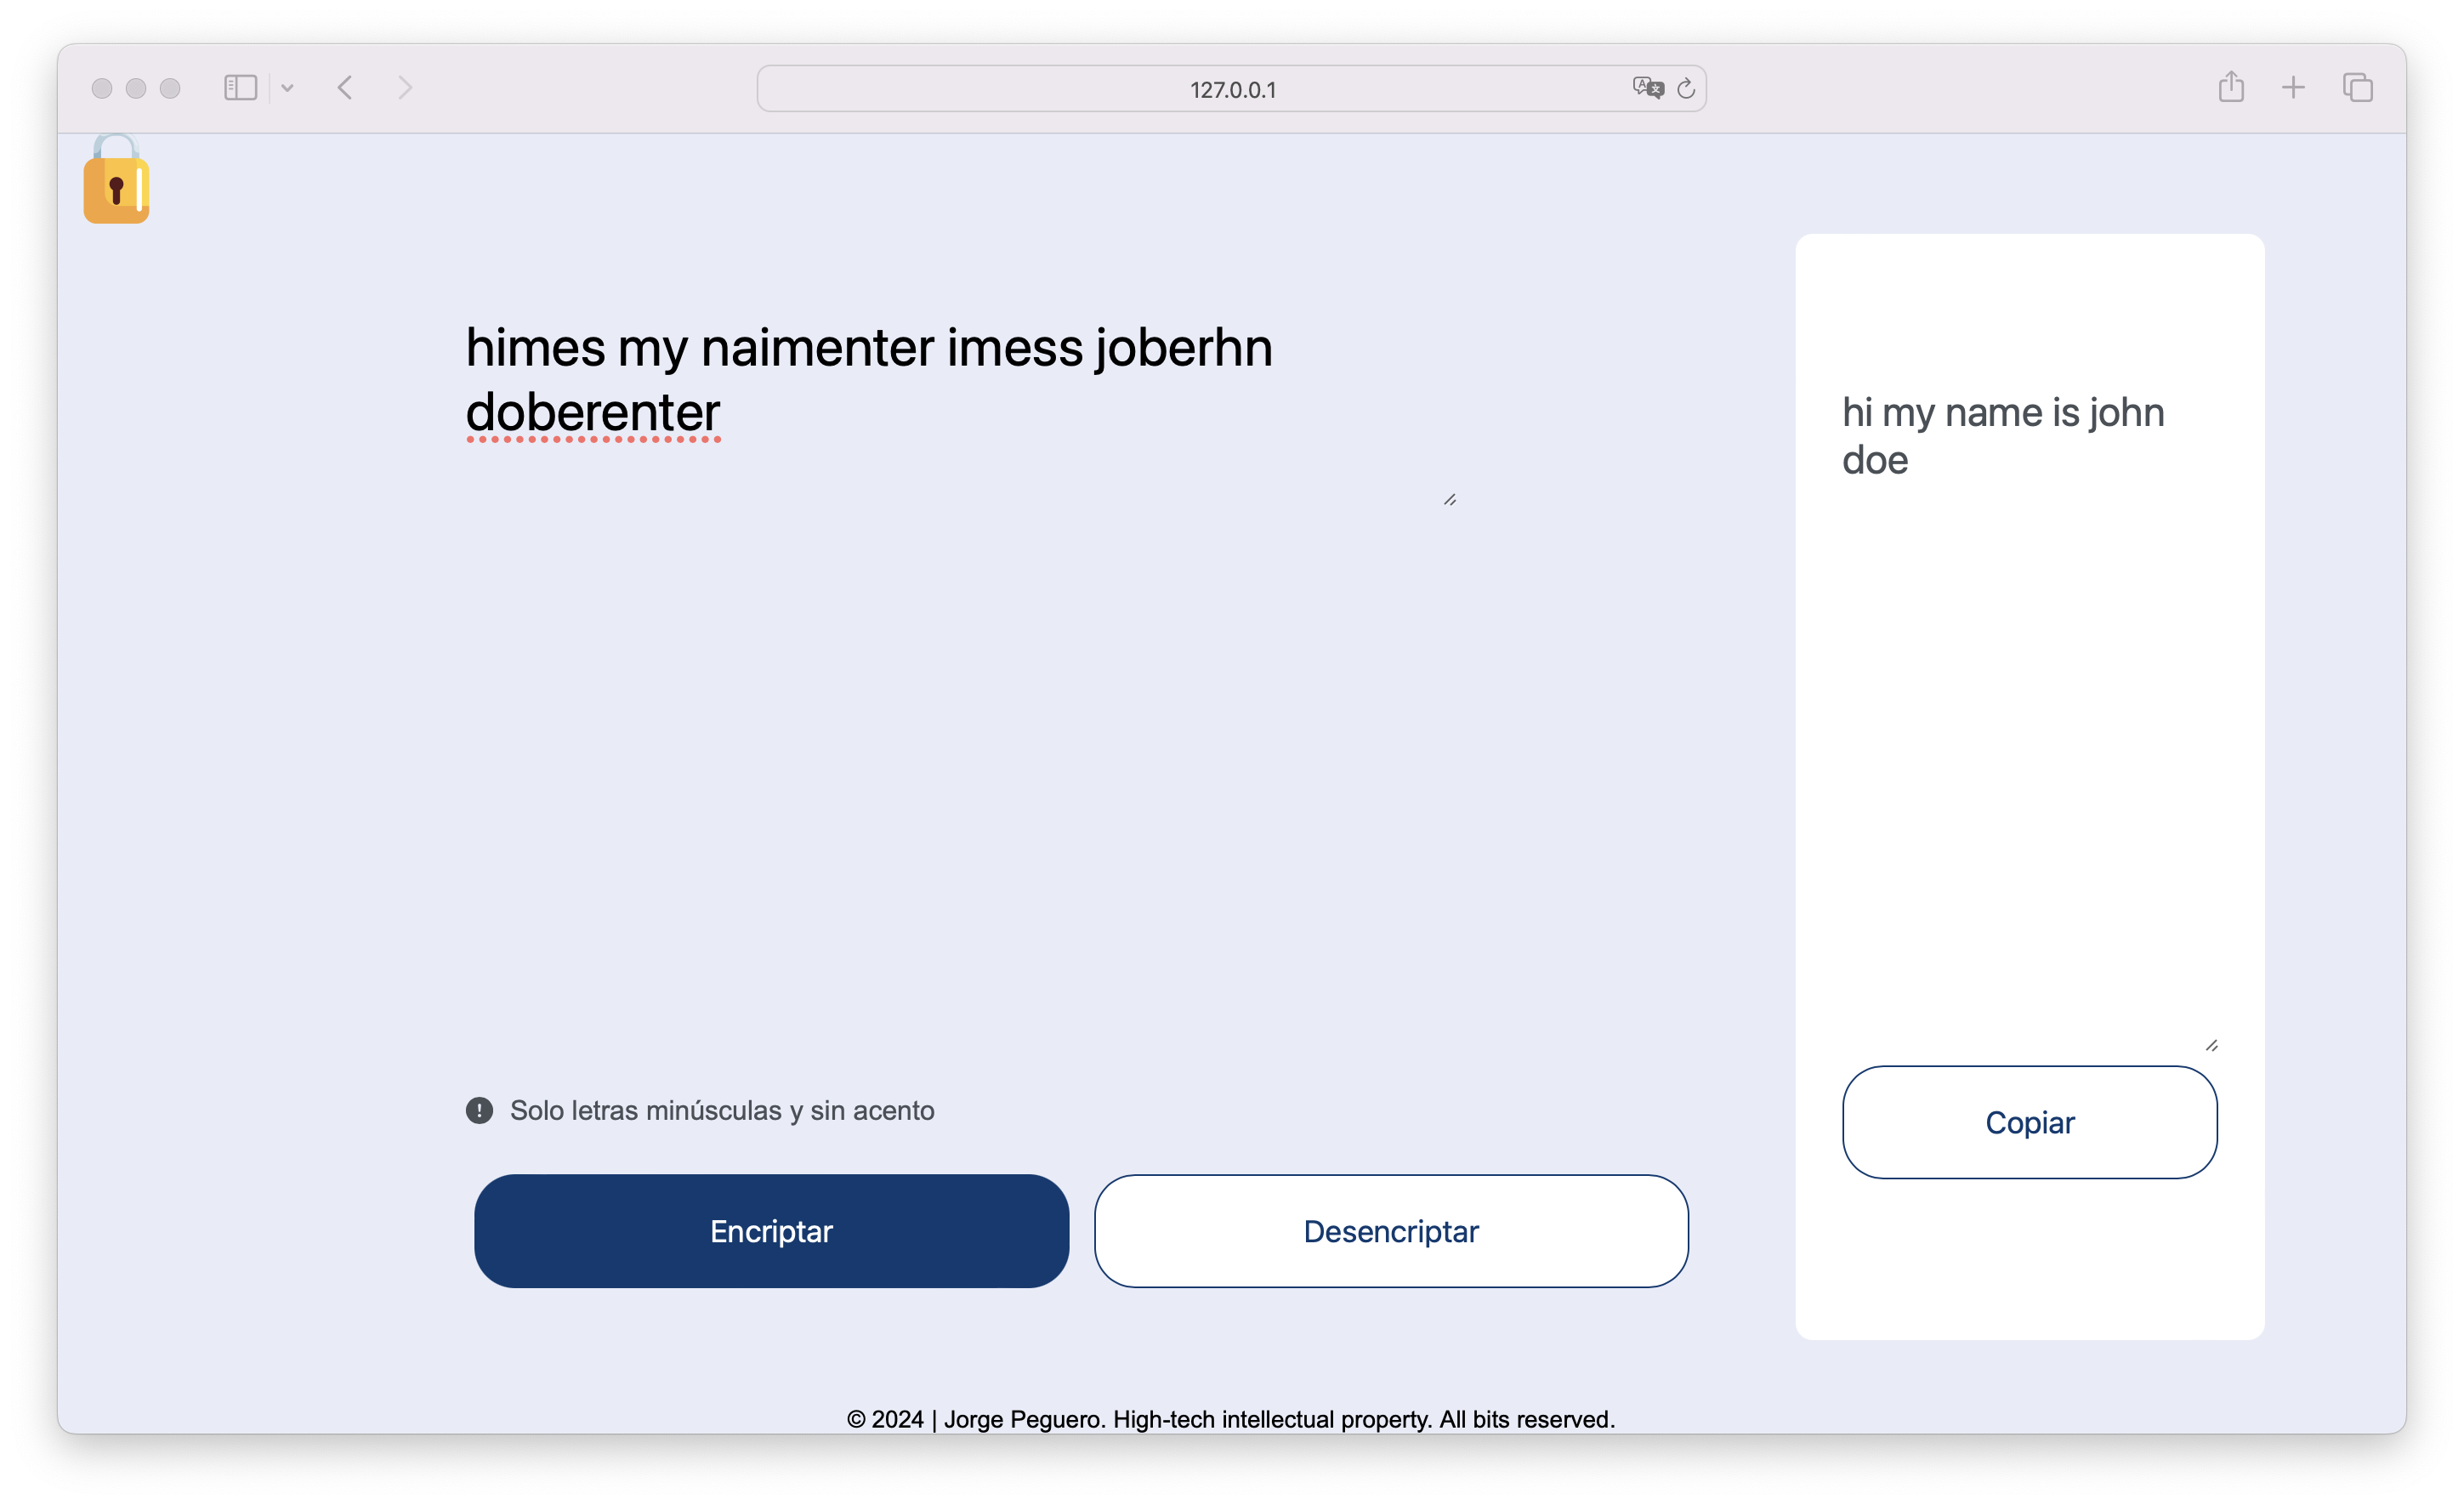 127.0.0.1
himes my naimenter imess joberhn
doberenter
hi my name is john
doe
Solo letras minúsculas y sin acento
Encriptar
Desencriptar
Copiar
© 2024 | Jorge Peguero. High-tech intellectual property. All bits reserved.